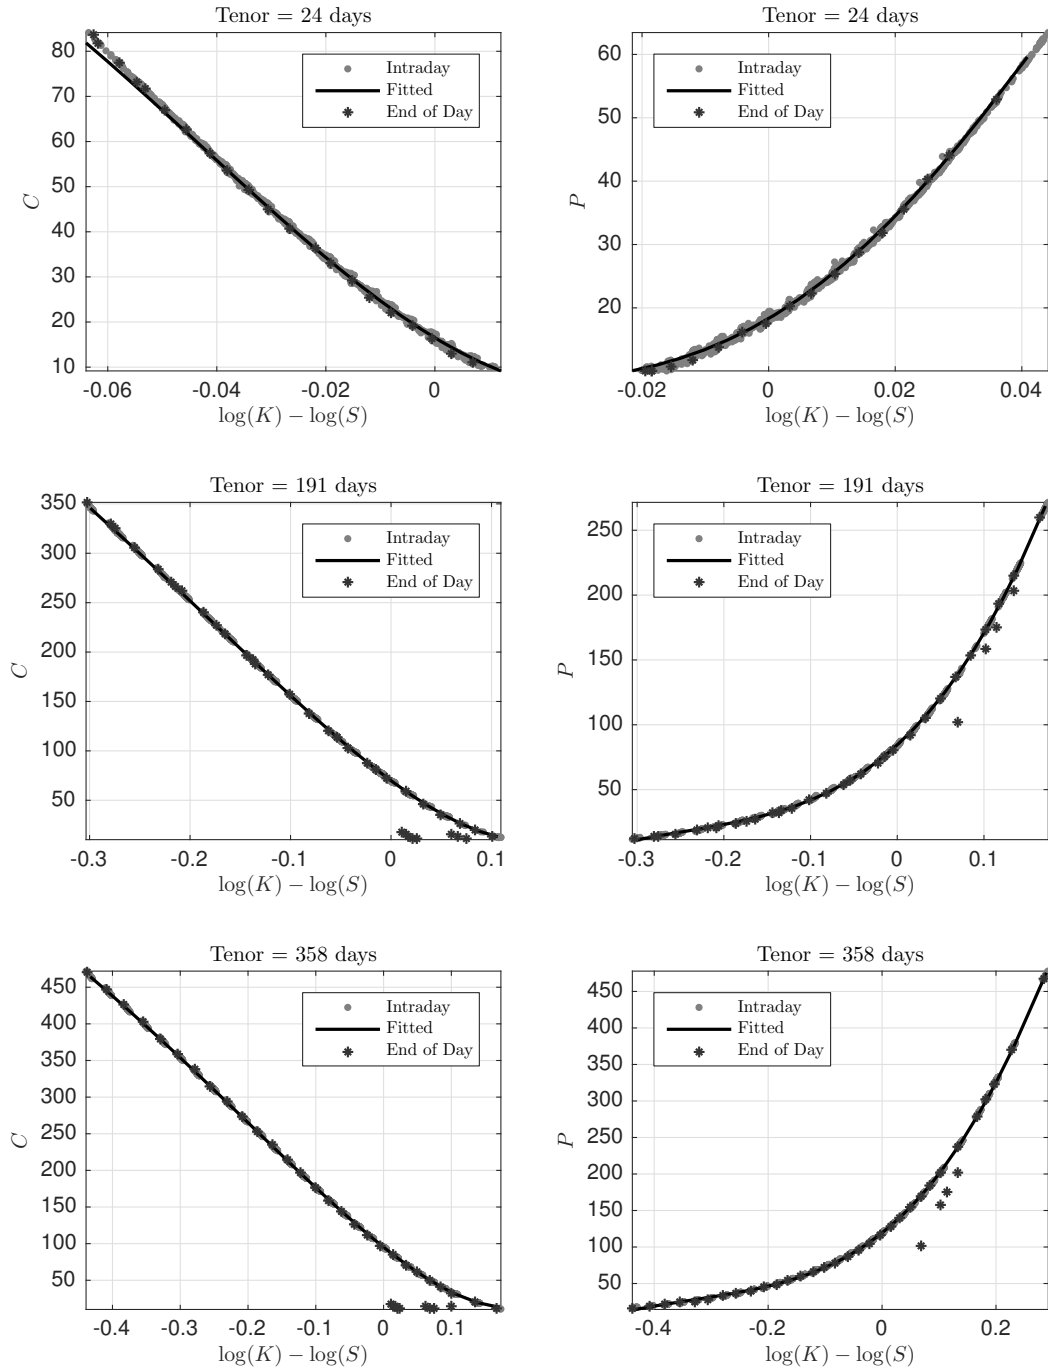 Tenor = 24 days
80
70
60
50
40
30
20
10
C
Intraday
Fitted
End of Day
-0.06
-0.04
-0.02
0
log(K) − log(S)
Tenor = 24 days
60
50
40
30
20
P
Intraday
Fitted
End of Day
-0.02
0
0.02
0.04
log(K) − log(S)
Tenor = 191 days
350
300
250
200
150
100
50
C
Intraday
Fitted
End of Day
-0.3
-0.2
-0.1
0
0.1
log(K) − log(S)
Tenor = 191 days
250
200
150
100
50
P
Intraday
Fitted
End of Day
-0.3
-0.2
-0.1
0
0.1
log(K) − log(S)
Tenor = 358 days
450
400
350
300
250
200
150
100
50
C
Intraday
Fitted
End of Day
-0.4
-0.3
-0.2
-0.1
0
0.1
log(K) − log(S)
Tenor = 358 days
450
400
350
300
250
200
150
100
50
P
Intraday
Fitted
End of Day
-0.4
-0.2
0
0.2
log(K) − log(S)